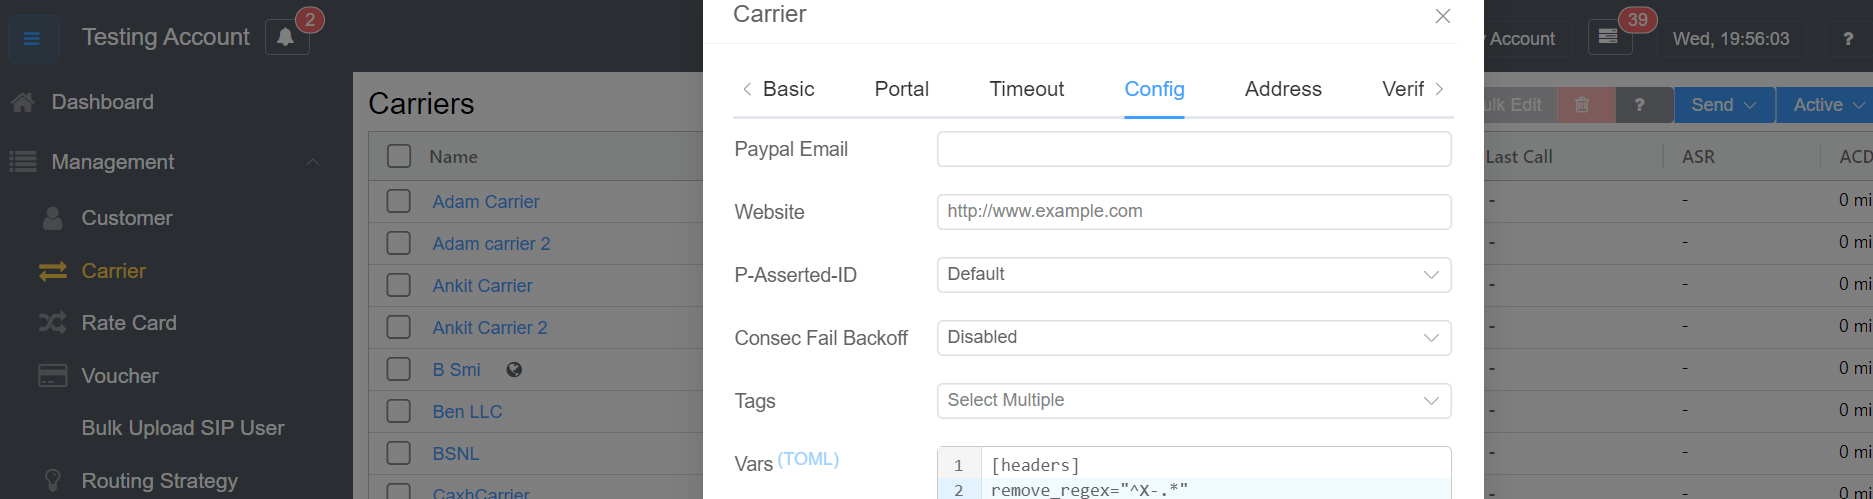 Testing Account
2
Carrier
y Account
39
Wed, 19:56:03
?
Dashboard
Management
Customer
Carrier
Rate Card
Voucher
Bulk Upload SIP User
Routing Strategy
Carriers
Name
Adam Carrier
Adam carrier 2
Ankit Carrier
Ankit Carrier 2
B Smi
Ben LLC
BSNL
CaxhCarrier
Basic Portal Timeout Config Address Verif
Paypal Email
Website http://www.example.com
P-Asserted-ID Default
Consec Fail Backoff Disabled
Tags Select Multiple
Vars (TOML)
1 [headers]
2 remove_regex="^X-.*"
ulk Edit ? Send Active
Last Call ASR ACD
- - 0 mi
- - 0 mi
- - 0 mi
- - 0 mi
- - 0 mi
- - 0 mi
- - 0 mi
- - 0 mi